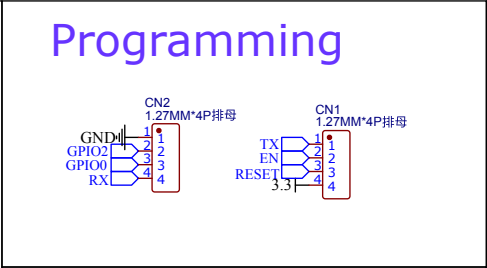 Programming
CN2
1.27MM*4P排母
GND 1 1
GPIO2 2 2
GPIO0 3 3
RX 4 4
CN1
1.27MM*4P排母
TX 1 1
EN 2 2
RESET 3 3
3.3 4 4